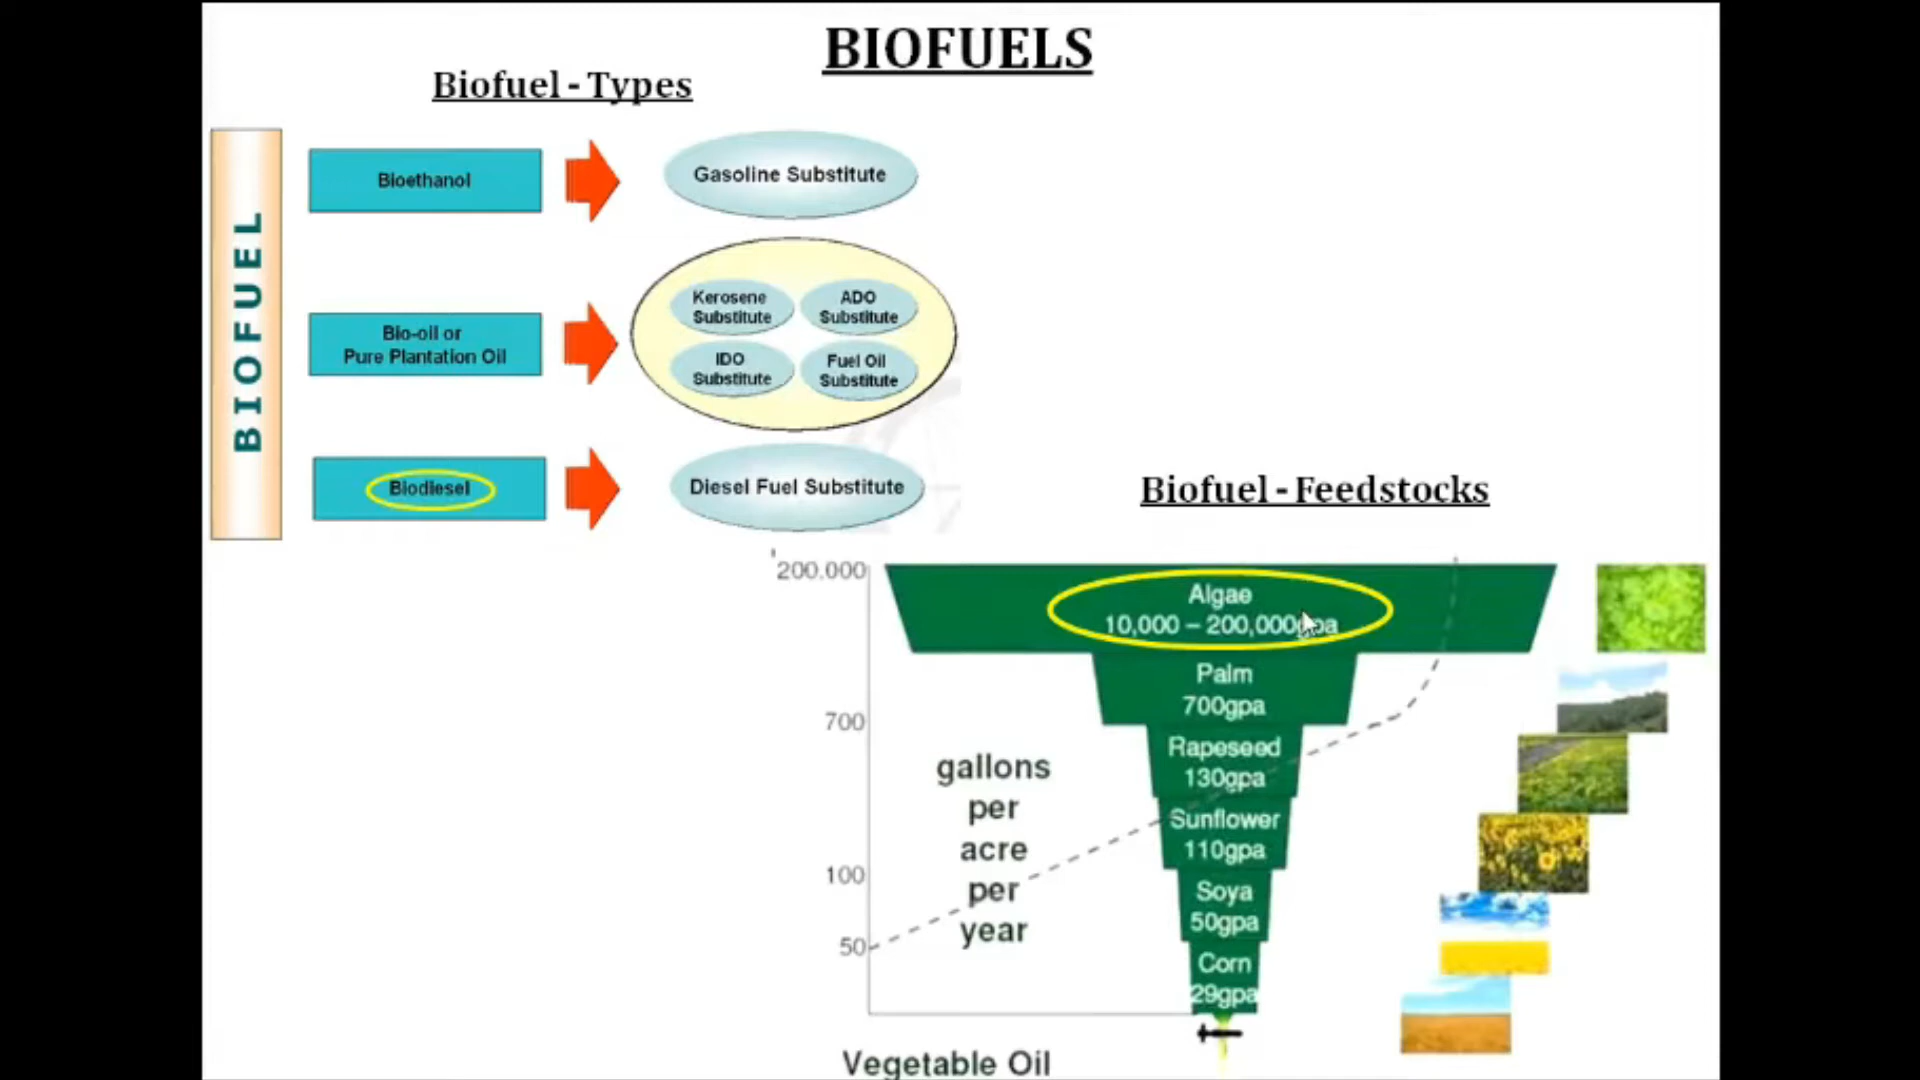 BIOFUELS
Biofuel - Types
BIOFUEL
Bioethanol
Gasoline Substitute
Bio-oil or
Pure Plantation Oil
Kerosene
Substitute
ADO
Substitute
IDO
Substitute
Fuel Oil
Substitute
Biodiesel
Diesel Fuel Substitute
Biofuel - Feedstocks
200.000
700
100
50
gallons
per
acre
per
year
Algae
10,000 – 200,000gpa
Palm
700gpa
Rapeseed
130gpa
Sunflower
110gpa
Soya
50gpa
Corn
29gpa
Vegetable Oil